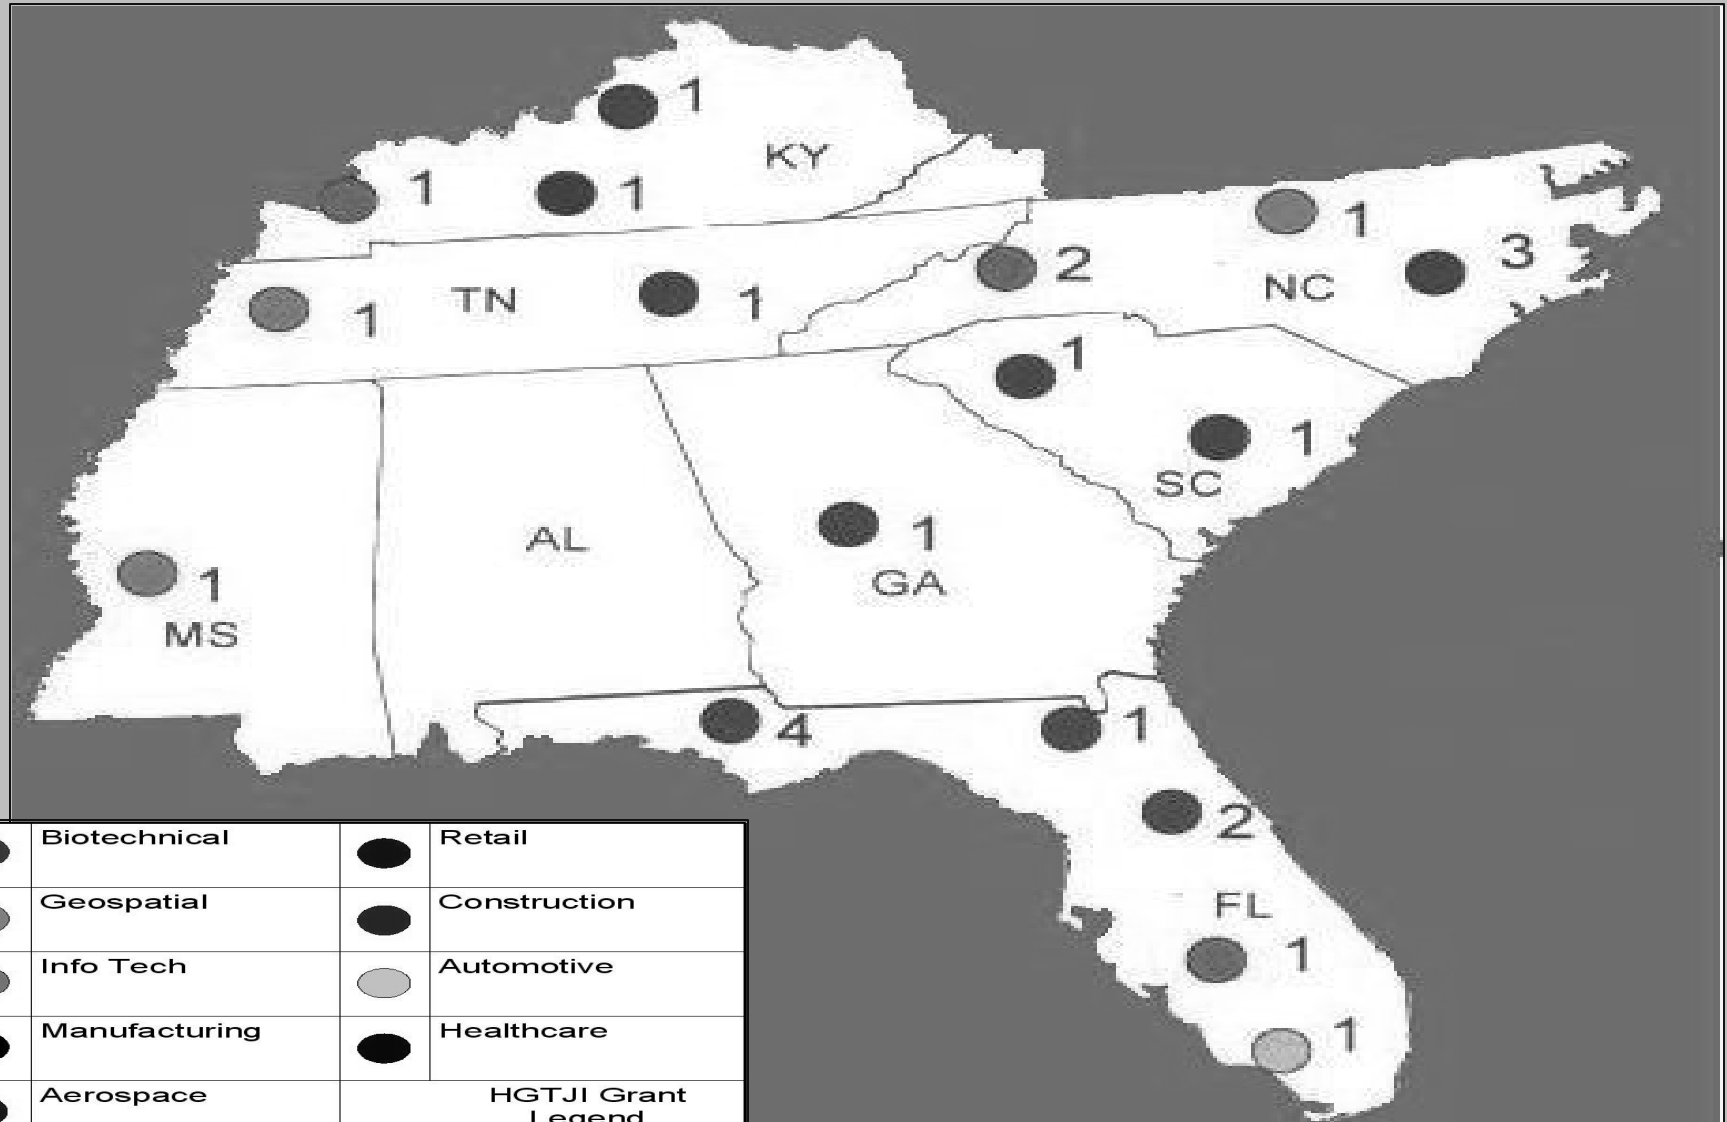 1
KY
1
1
1
2
3
NC
1
TN
1
1
SC
1
AL
1
GA
1
MS
4
1
2
FL
1
1
Biotechnical Retail
Geospatial Construction
Info Tech Automotive
Manufacturing Healthcare
Aerospace HGTJI Grant
Legend